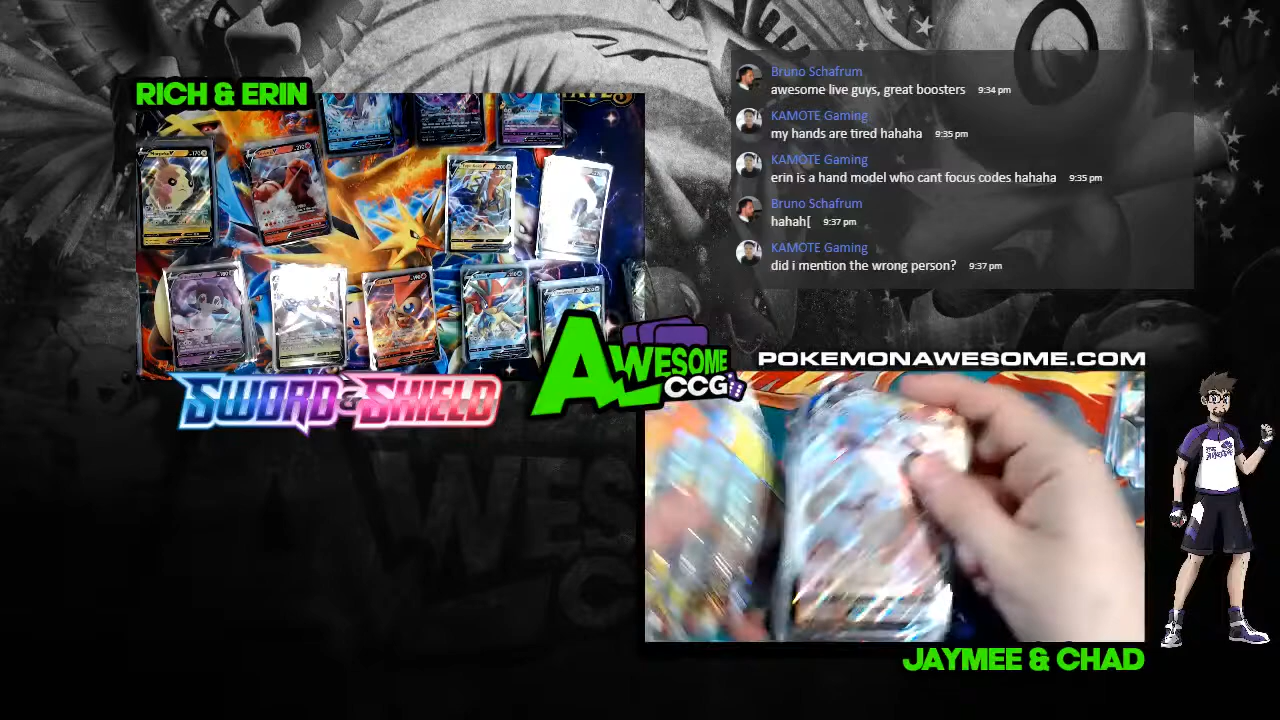 RICH & ERIN
Bruno Schafrum
awesome live guys, great boosters 9:34 pm
KAMOTE Gaming
my hands are tired hahaha 9:35 pm
KAMOTE Gaming
erin is a hand model who cant focus codes hahaha 9:35 pm
Bruno Schafrum
hahah[ 9:37 pm
KAMOTE Gaming
did i mention the wrong person? 9:37 pm
SWORD & SHIELD
AWESOME
CCG
POKEMONAWESOME.COM
JAYMEE & CHAD